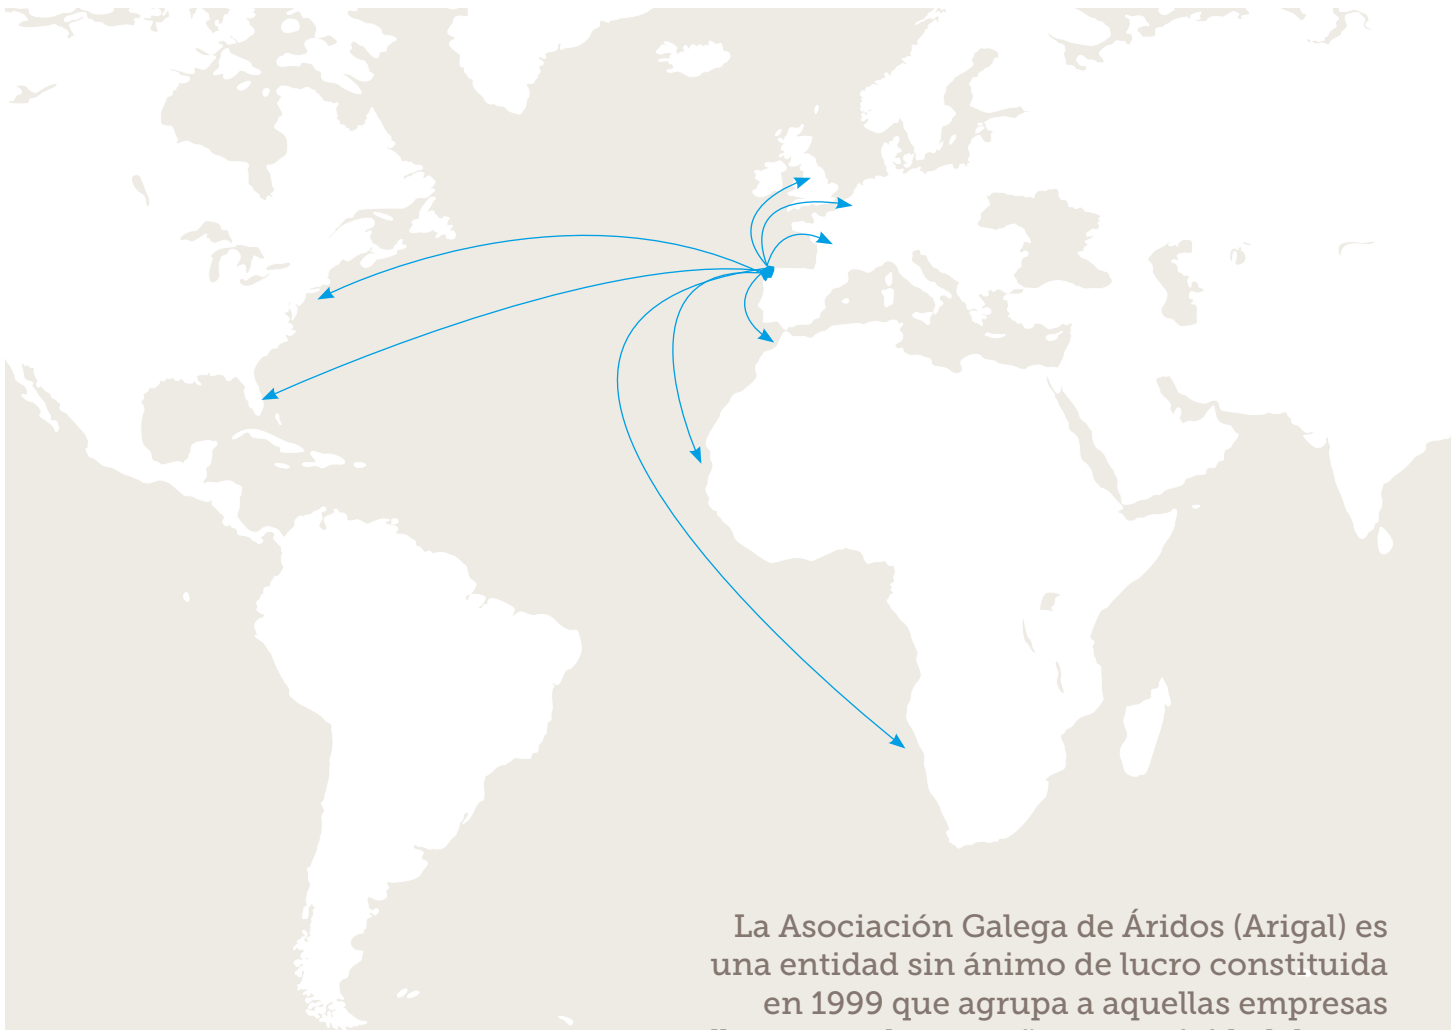 La Asociación Galega de Áridos (Arigal) es
una entidad sin ánimo de lucro constituida
en 1999 que agrupa a aquellas empresas